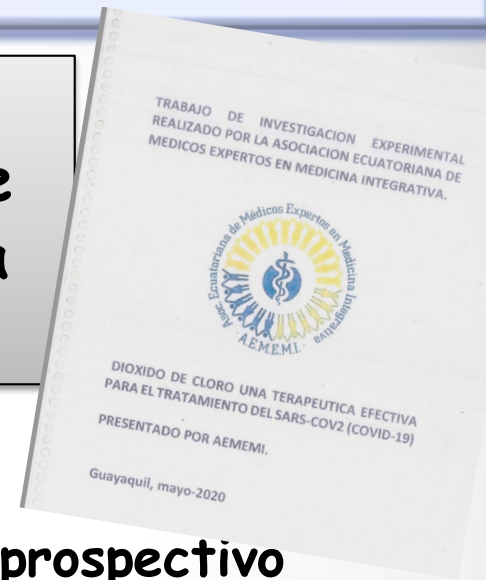 e
a
TRABAJO DE INVESTIGACION EXPERIMENTAL
REALIZADO POR LA ASOCIACION ECUATORIANA DE
MEDICOS EXPERTOS EN MEDICINA INTEGRATIVA.
Asoc. Ecuatoriana de Médicos Expertos en Medicina Integrativa
A.E.M.E.M.I.
DIOXIDO DE CLORO UNA TERAPEUTICA EFECTIVA
PARA EL TRATAMIENTO DEL SARS-COV2 (COVID-19)
PRESENTADO POR AEMEMI.
Guayaquil, mayo-2020
prospectivo